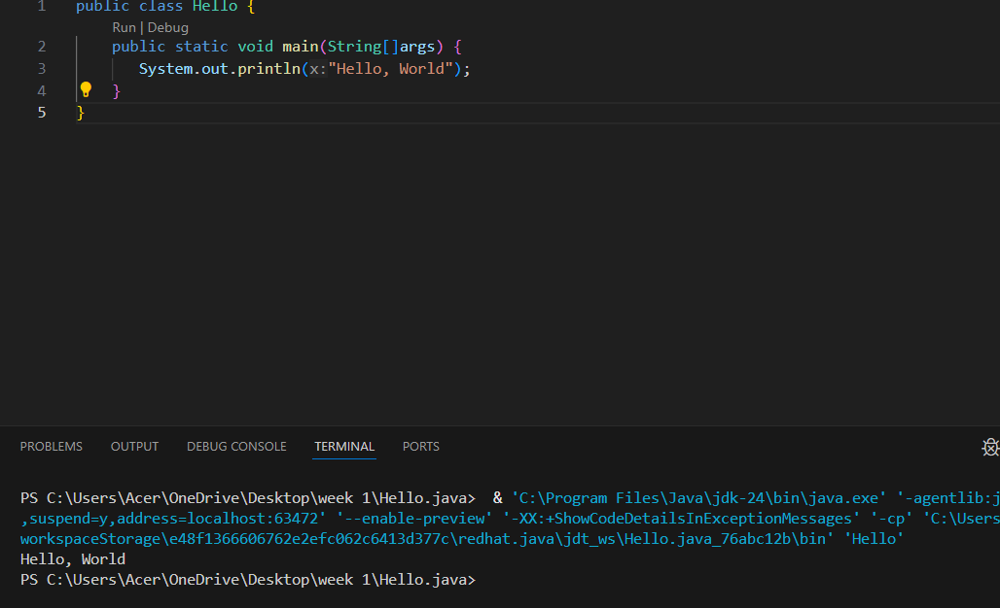 1 public class Hello {
Run | Debug
2 public static void main(String[]args) {
3 System.out.println(x:"Hello, World");
4 }
5 }
PROBLEMS OUTPUT DEBUG CONSOLE TERMINAL PORTS
PS C:\Users\Acer\OneDrive\Desktop\week 1\Hello.java> & 'C:\Program Files\Java\jdk-24\bin\java.exe' '-agentlib:j
,suspend=y,address=localhost:63472' '--enable-preview' '-XX:+ShowCodeDetailsInExceptionMessages' '-cp' 'C:\Users
workspaceStorage\e48f1366606762e2efc062c6413d377c\redhat.java\jdt_ws\Hello.java_76abc12b\bin' 'Hello'
Hello, World
PS C:\Users\Acer\OneDrive\Desktop\week 1\Hello.java>